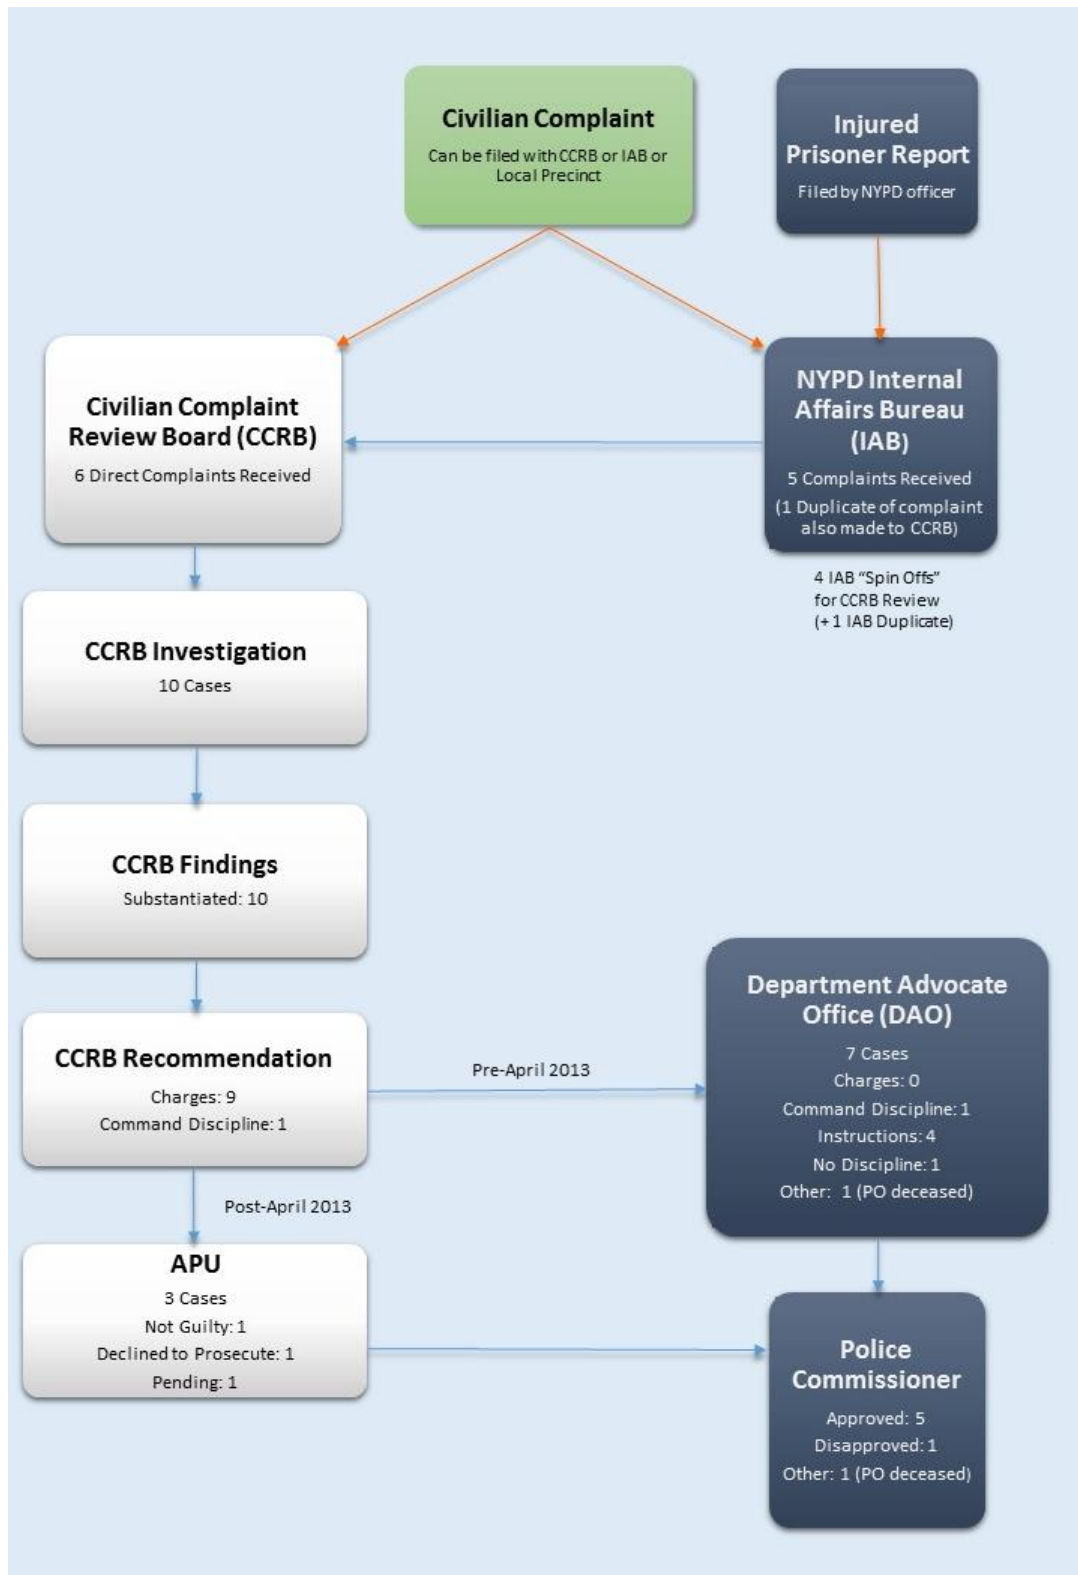 Civilian Complaint
Can be filed with CCRB or IAB or
Local Precinct
Injured
Prisoner Report
Filed by NYPD officer
Civilian Complaint
Review Board (CCRB)
6 Direct Complaints Received
NYPD Internal
Affairs Bureau
(IAB)
5 Complaints Received
(1 Duplicate of complaint
also made to CCRB)
4 IAB “Spin Offs”
for CCRB Review
(+ 1 IAB Duplicate)
CCRB Investigation
10 Cases
CCRB Findings
Substantiated: 10
CCRB Recommendation
Charges: 9
Command Discipline: 1
Pre-April 2013
Department Advocate
Office (DAO)
7 Cases
Charges: 0
Command Discipline: 1
Instructions: 4
No Discipline: 1
Other: 1 (PO deceased)
Post-April 2013
APU
3 Cases
Not Guilty: 1
Declined to Prosecute: 1
Pending: 1
Police
Commissioner
Approved: 5
Disapproved: 1
Other: 1 (PO deceased)